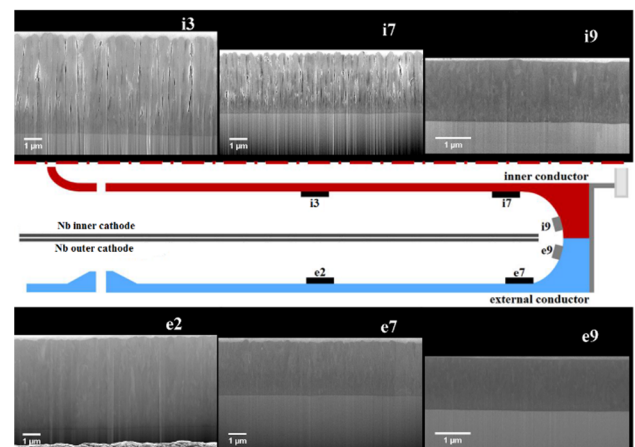 i3
i7
i9
1 µm
1 µm
1 µm
inner conductor
i3
i7
i9
Nb inner cathode
Nb outer cathode
e9
e2
e7
external conductor
e2
e7
e9
1 µm
1 µm
1 µm